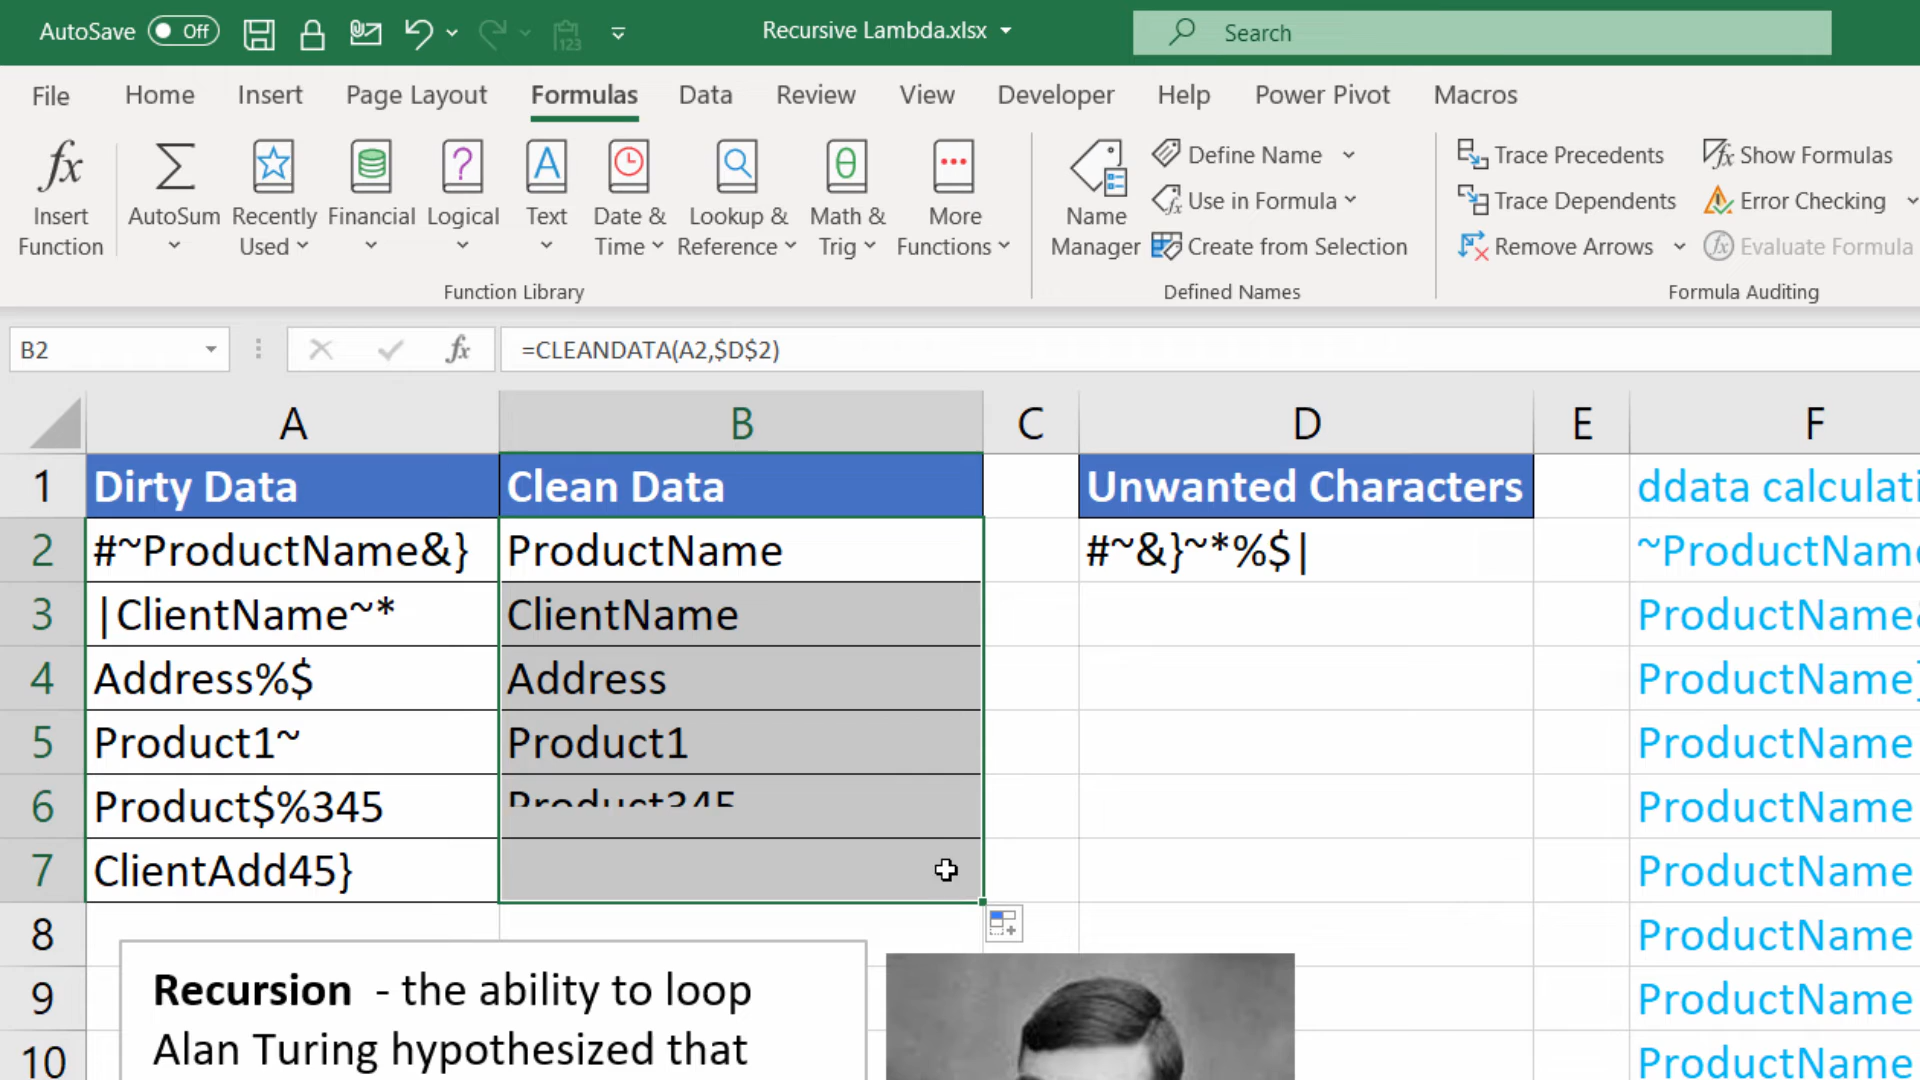 AutoSave Off
Recursive Lambda.xlsx
Search
File Home Insert Page Layout Formulas Data Review View Developer Help Power Pivot Macros
Insert Function
AutoSum
Recently Used
Financial
Logical
Text
Date & Time
Lookup & Reference
Math & Trig
More Functions
Function Library
Name Manager
Define Name
Use in Formula
Create from Selection
Defined Names
Trace Precedents
Trace Dependents
Remove Arrows
Show Formulas
Error Checking
Evaluate Formula
Formula Auditing
B2 fx =CLEANDATA(A2,$D$2)
A B C D E F
1 Dirty Data Clean Data Unwanted Characters ddata calculati
2 #~ProductName&} ProductName #~&}~*%$| ~ProductName
3 |ClientName~* ClientName ProductName&
4 Address%$ Address ProductName}
5 Product1~ Product1 ProductName
6 Product$%345 Product345 ProductName
7 ClientAdd45} ProductName
8 ProductName
9 ProductName
10 ProductName
Recursion - the ability to loop
Alan Turing hypothesized that